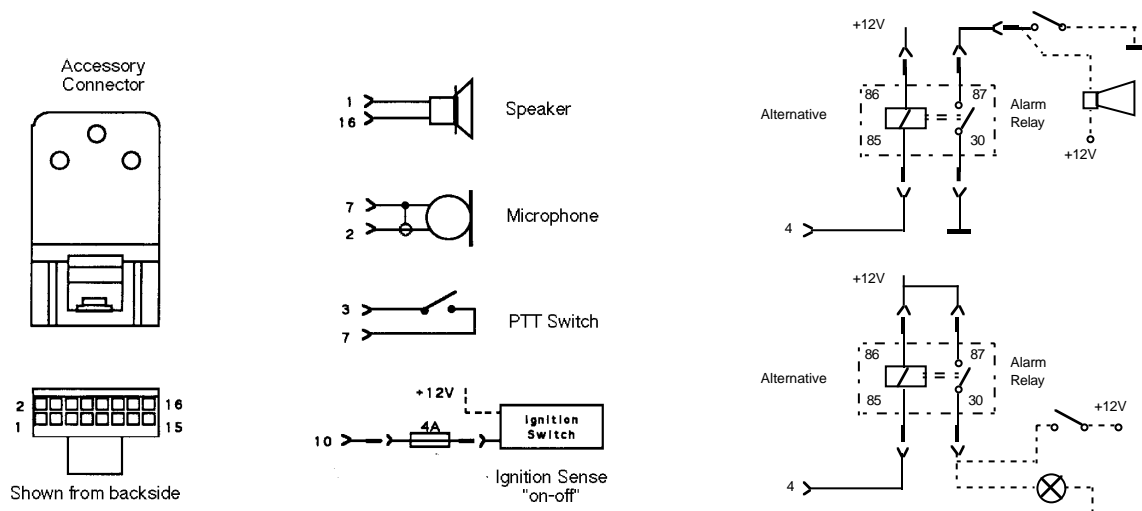 Accessory
Connector
2
16
1
15
Shown from backside
1
16
Speaker
7
2
Microphone
3
7
PTT Switch
+12V
10
4A
Ignition
Switch
Ignition Sense
"on-off"
+12V
86
87
Alternative
Alarm
Relay
85
30
+12V
4
+12V
86
87
Alternative
Alarm
Relay
85
30
+12V
4